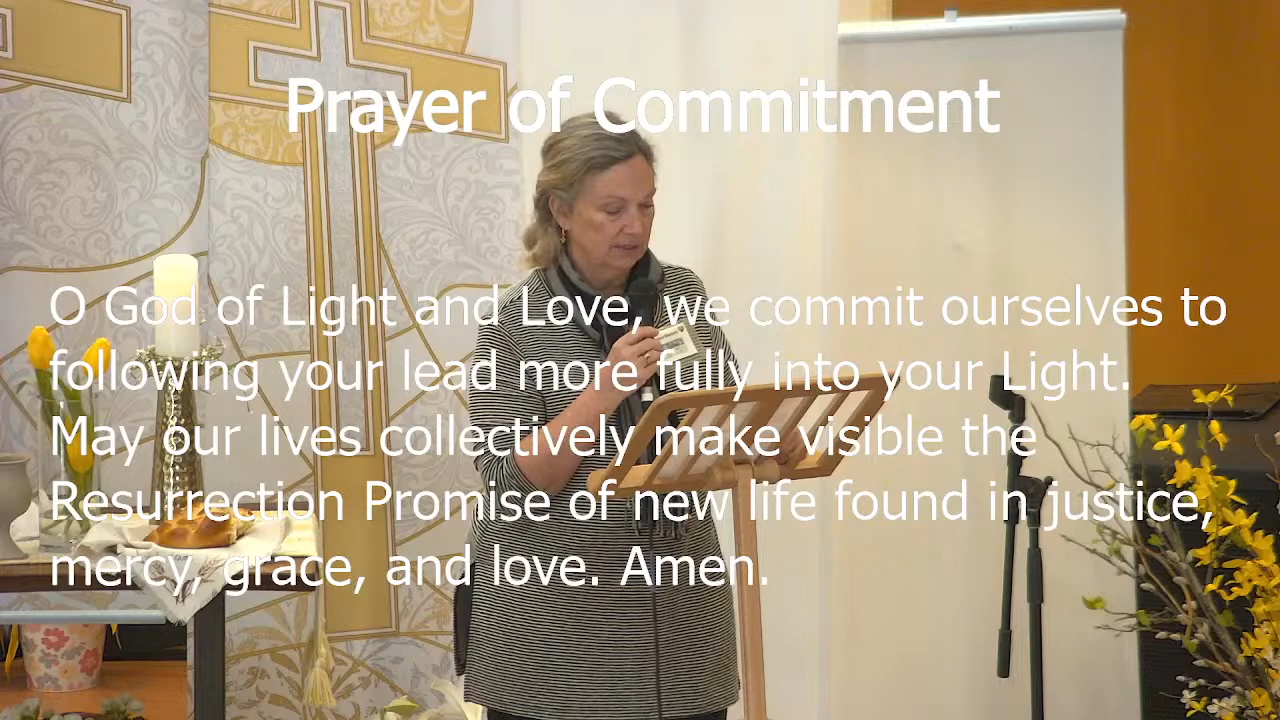 Prayer of Commitment
O God of Light and Love, we commit ourselves to
following your lead more fully into your Light.
May our lives collectively make visible the
Resurrection Promise of new life found in justice,
mercy, grace, and love. Amen.